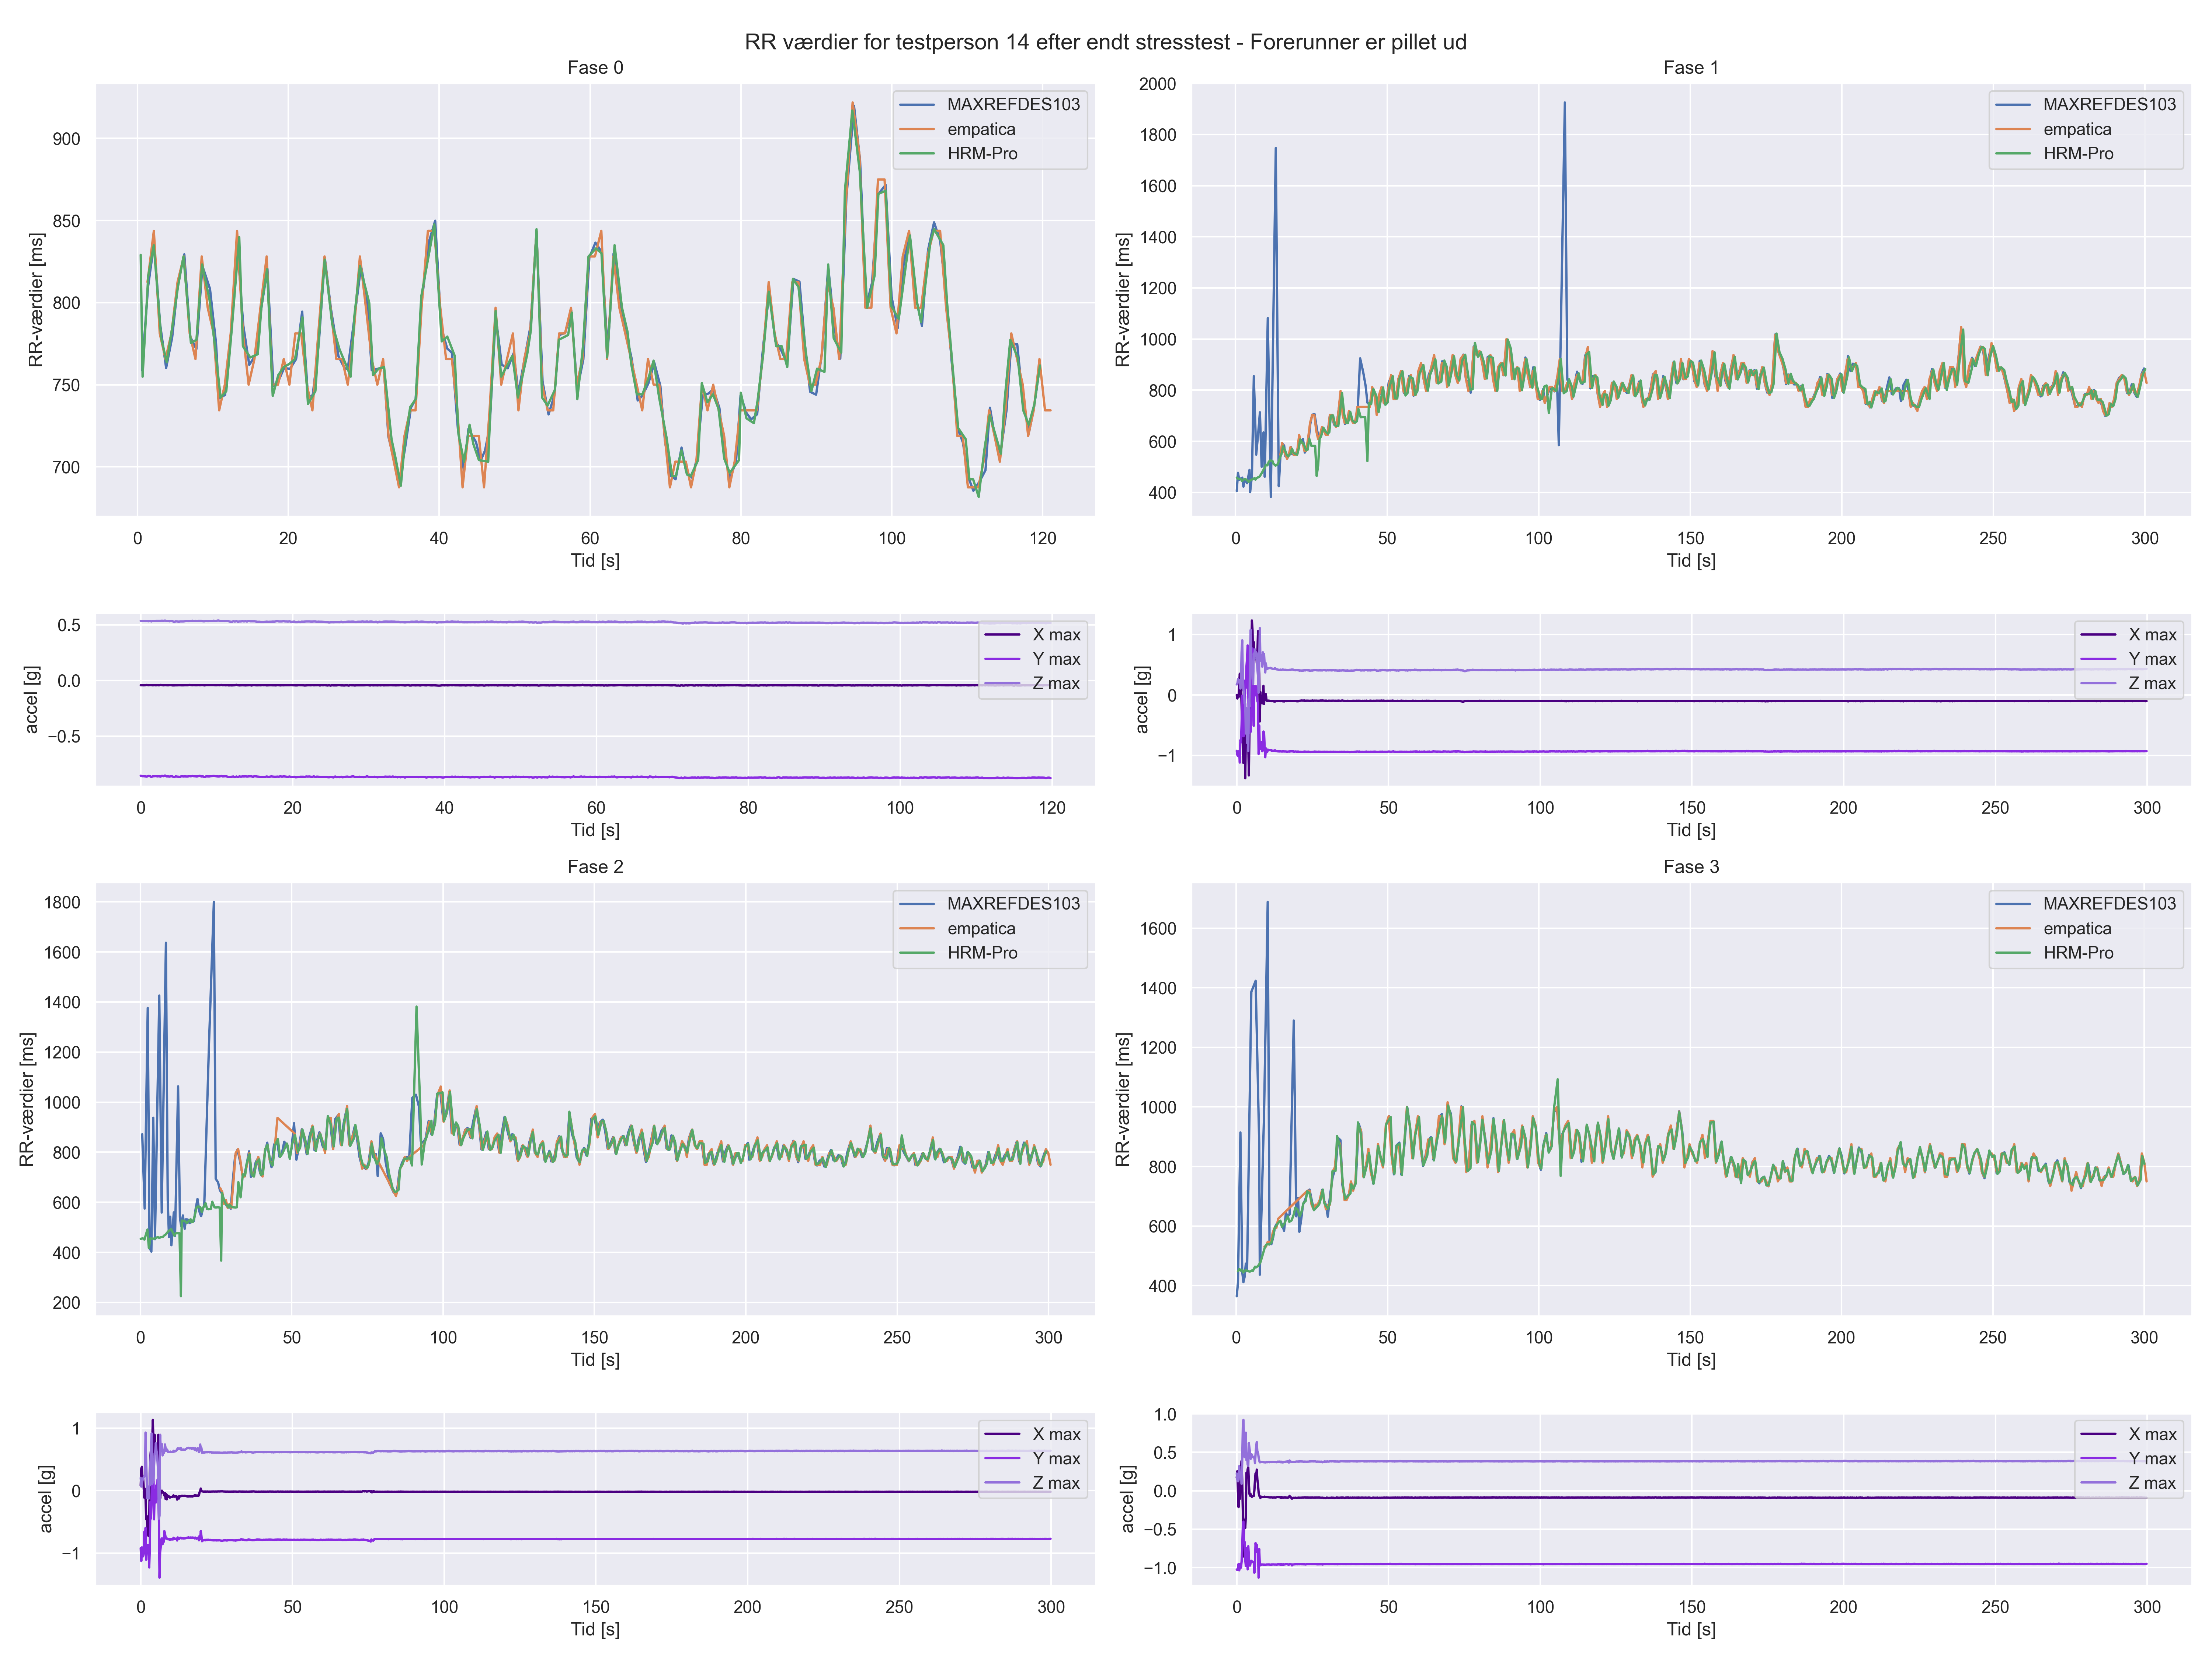 RR værdier for testperson 14 efter endt stresstest - Forerunner er pillet ud
Fase 0
RR-værdier [ms]
900
850
800
750
700
MAXREFDES103
empatica
HRM-Pro
0 20 40 60 80 100 120
Tid [s]
Fase 1
RR-værdier [ms]
2000
1800
1600
1400
1200
1000
800
600
400
MAXREFDES103
empatica
HRM-Pro
0 50 100 150 200 250 300
Tid [s]
accel [g]
0.5
0.0
−0.5
X max
Y max
Z max
0 20 40 60 80 100 120
Tid [s]
accel [g]
1
0
−1
X max
Y max
Z max
0 50 100 150 200 250 300
Tid [s]
Fase 2
RR-værdier [ms]
1800
1600
1400
1200
1000
800
600
400
200
MAXREFDES103
empatica
HRM-Pro
0 50 100 150 200 250 300
Tid [s]
Fase 3
RR-værdier [ms]
1600
1400
1200
1000
800
600
400
MAXREFDES103
empatica
HRM-Pro
0 50 100 150 200 250 300
Tid [s]
accel [g]
1
0
−1
X max
Y max
Z max
0 50 100 150 200 250 300
Tid [s]
accel [g]
1.0
0.5
0.0
−0.5
−1.0
X max
Y max
Z max
0 50 100 150 200 250 300
Tid [s]